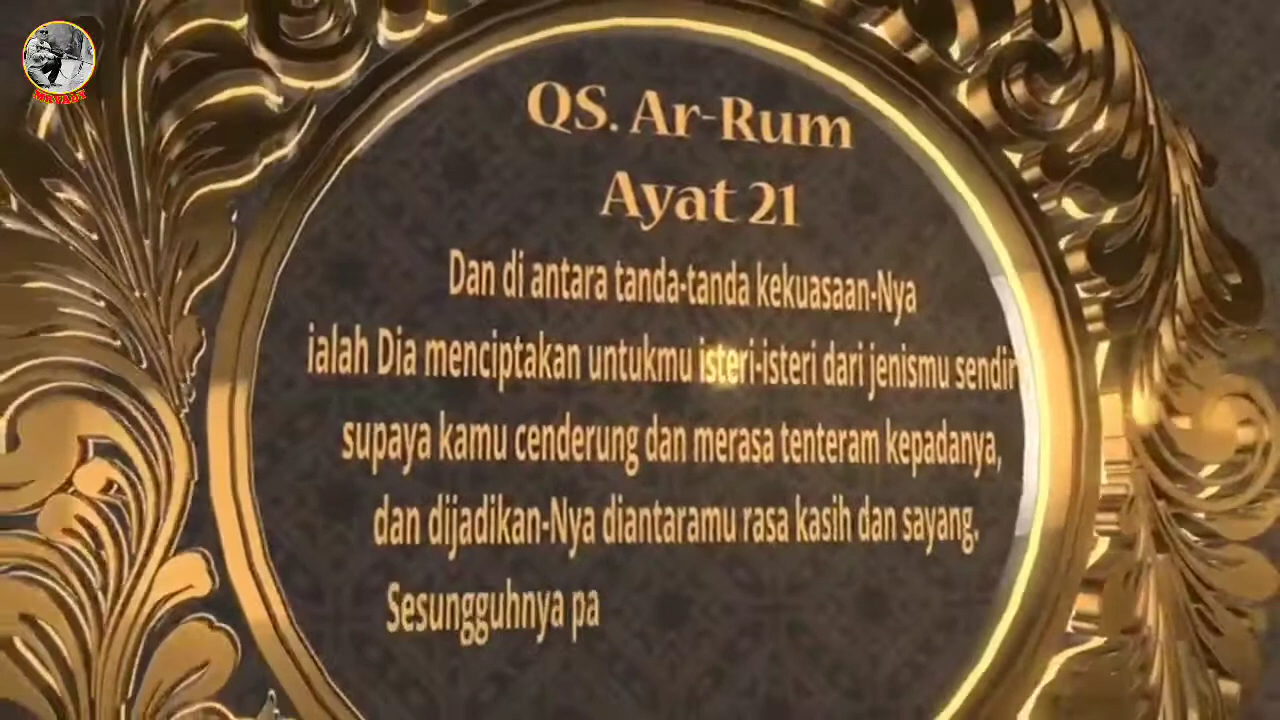 QS. Ar-Rum
Ayat 21
Dan di antara tanda-tanda kekuasaan-Nya
ialah Dia menciptakan untukmu isteri-isteri dari jenismu sendir
supaya kamu cenderung dan merasa tenteram kepadanya,
dan dijadikan-Nya diantaramu rasa kasih dan sayang.
Sesungguhnya pa